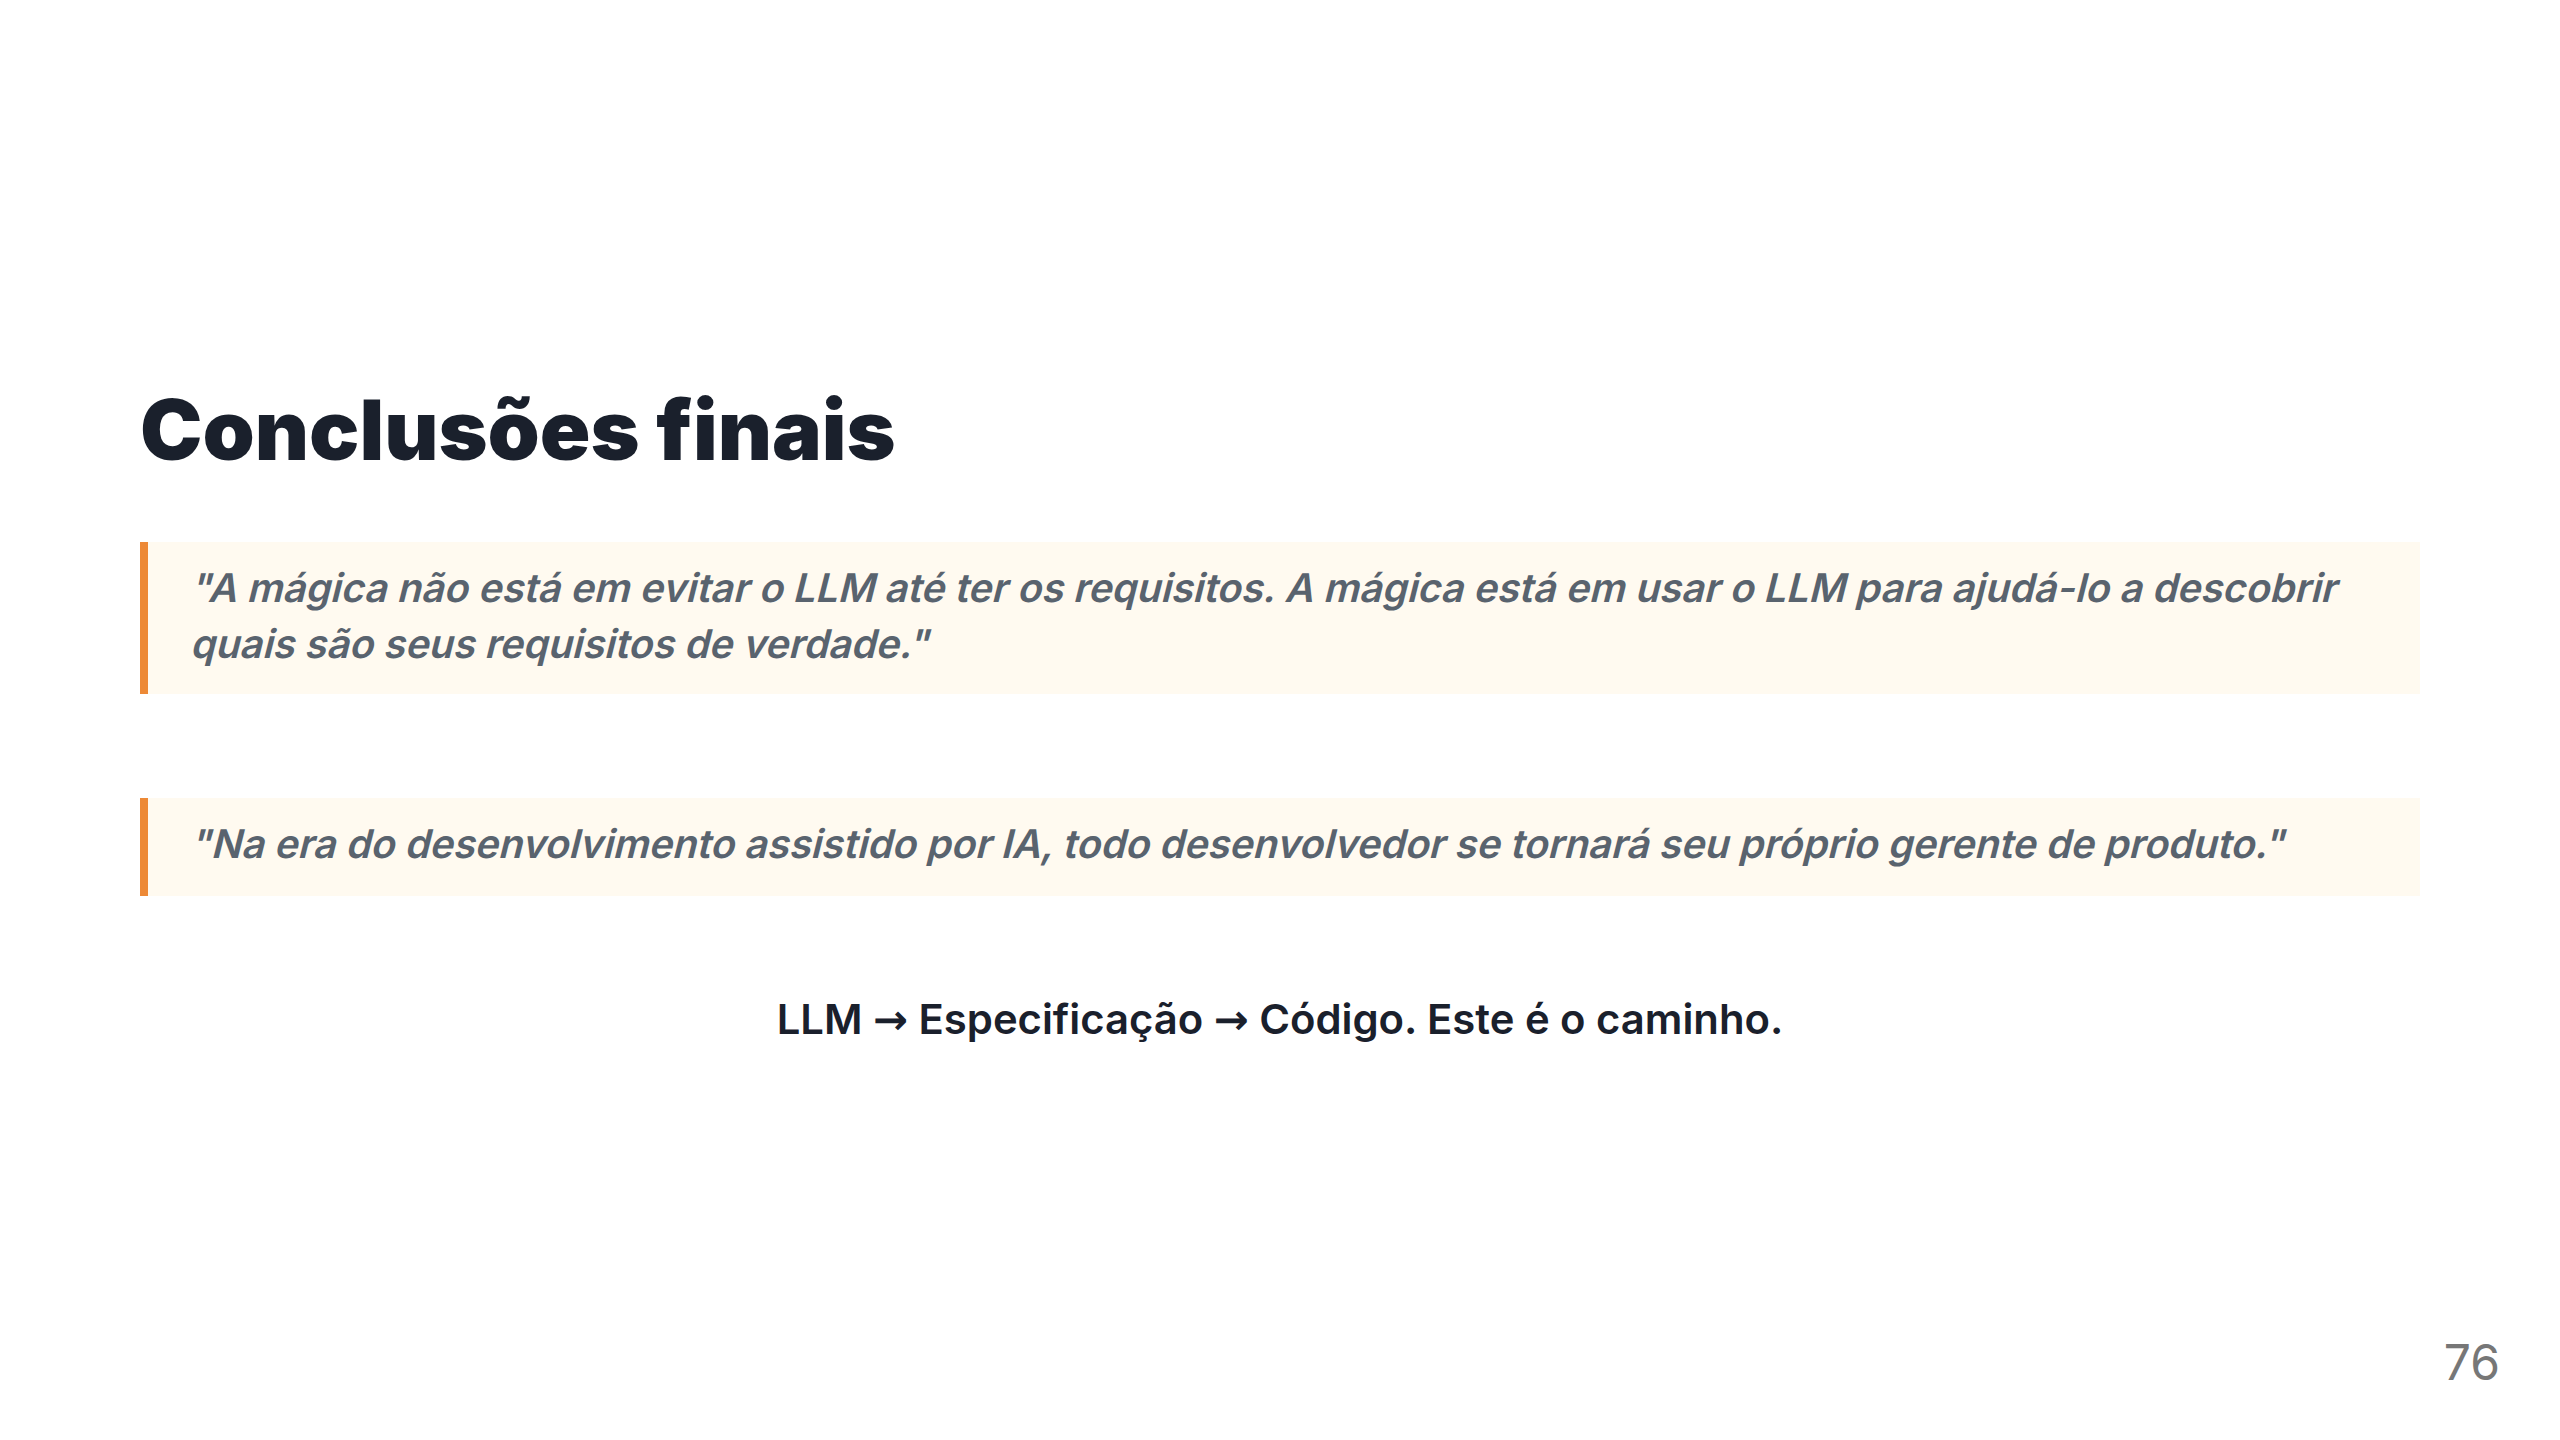 Conclusões finais
"A mágica não está em evitar o LLM até ter os requisitos. A mágica está em usar o LLM para ajudá-lo a descobrir
quais são seus requisitos de verdade."
"Na era do desenvolvimento assistido por IA, todo desenvolvedor se tornará seu próprio gerente de produto."
LLM → Especificação → Código. Este é o caminho.
76